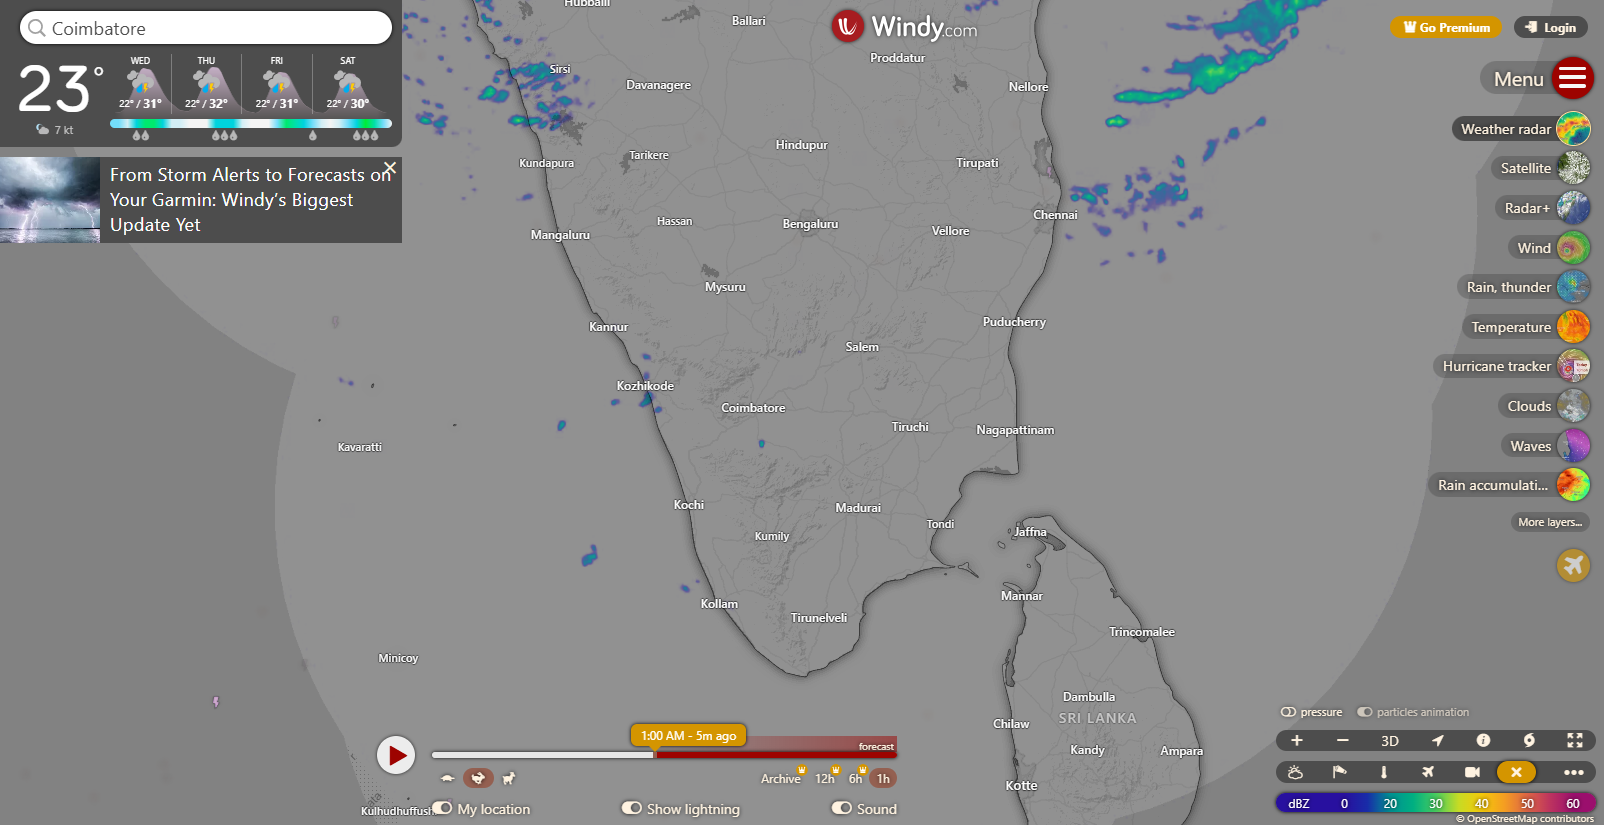 Coimbatore
23°
7 kt
WED
THU
FRI
SAT
22° / 31°
22° / 32°
22° / 31°
22° / 30°
From Storm Alerts to Forecasts on
Your Garmin: Windy's Biggest
Update Yet
Windy.com
Go Premium
Login
Menu
Weather radar
Satellite
Radar+
Wind
Rain, thunder
Temperature
Hurricane tracker
Clouds
Waves
Rain accumulati...
More layers...
Hubballi
Ballari
Proddatur
Sirsi
Davanagere
Nellore
Hindupur
Kundapura
Tarikere
Tirupati
Chennai
Hassan
Bengaluru
Mangaluru
Vellore
Mysuru
Kannur
Puducherry
Salem
Kozhikode
Coimbatore
Tiruchi
Nagapattinam
Kavaratti
Kochi
Madurai
Tondi
Jaffna
Kumily
Mannar
Kollam
Tirunelveli
Trincomalee
Minicoy
Dambulla
SRI LANKA
Chilaw
Kandy
Ampara
Kotte
Kulhudhuffush
1:00 AM - 5m ago
forecast
Archive
12h
6h
1h
My location
Show lightning
Sound
pressure
particles animation
+ − 3D
dBZ 0 20 30 40 50 60
© OpenStreetMap contributors